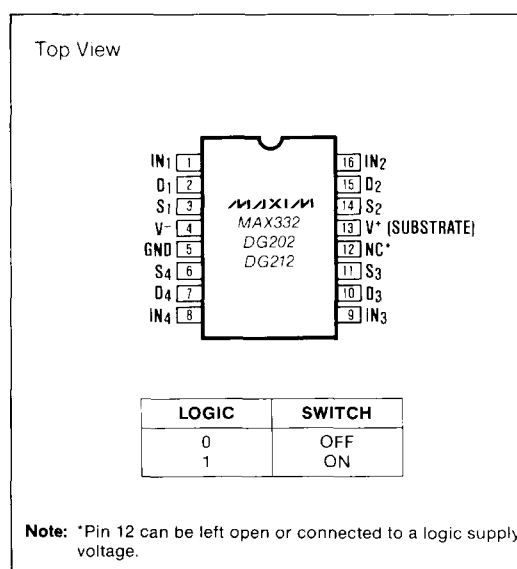 Top View
IN1 1
D1 2
S1 3
V- 4
GND 5
S4 6
D4 7
IN4 8
MAXIM
MAX332
DG202
DG212
16 IN2
15 D2
14 S2
13 V+ (SUBSTRATE)
12 NC*
11 S3
10 D3
9 IN3
LOGIC SWITCH
0 OFF
1 ON
Note: *Pin 12 can be left open or connected to a logic supply
voltage.